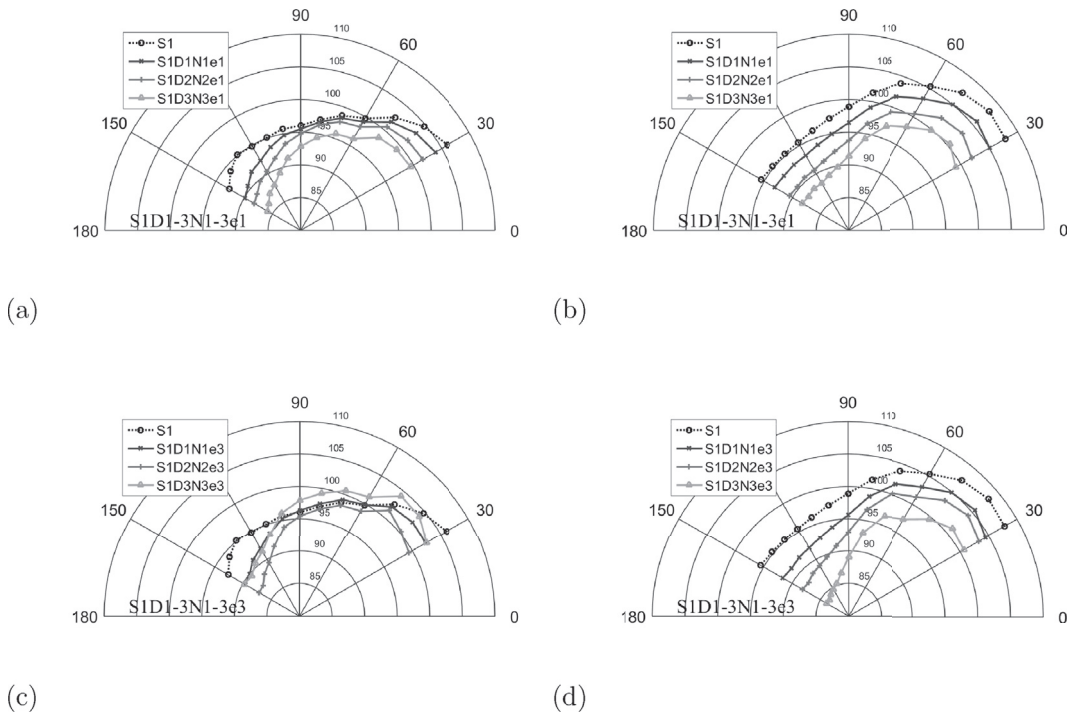 90
110
S1
S1D1N1e1
S1D2N2e1
S1D3N3e1
105
60
100
150
95
30
90
85
S1D1-3N1-3e1
180
0
(a)
90
110
S1
S1D1N1e1
S1D2N2e1
S1D3N3e1
105
60
100
150
95
30
90
85
S1D1-3N1-3e1
180
0
(b)
90
110
S1
S1D1N1e3
S1D2N2e3
S1D3N3e3
105
60
100
150
95
30
90
85
S1D1-3N1-3e3
180
0
(c)
90
110
S1
S1D1N1e3
S1D2N2e3
S1D3N3e3
105
60
100
150
95
30
90
85
S1D1-3N1-3e3
180
0
(d)